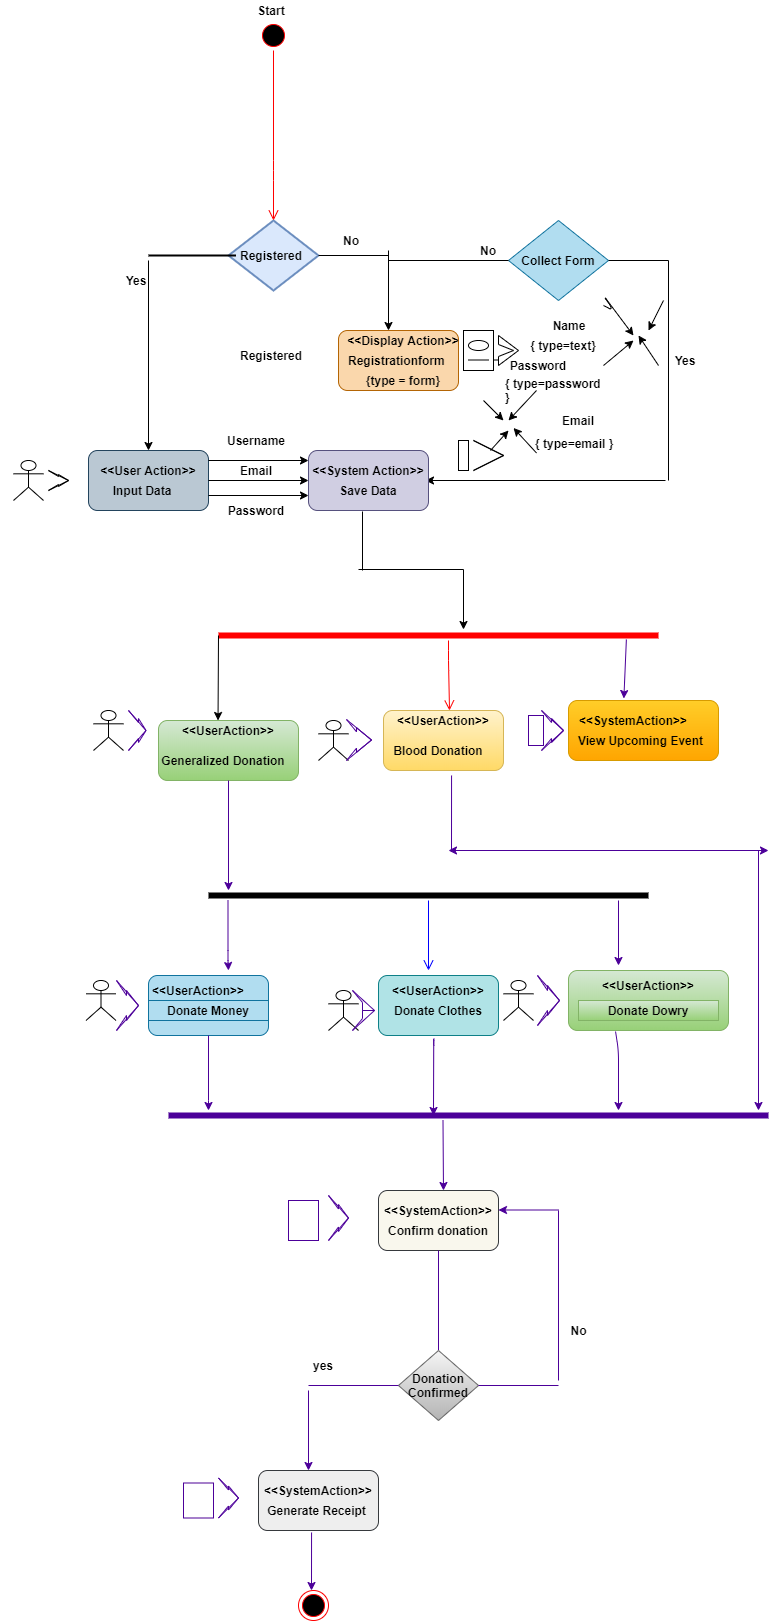 Start
Registered
No
No
Collect Form
Yes
Registered
<<Display Action>>
Registrationform
{type = form}
Name
{ type=text}
Password
{ type=password
}
Email
{ type=email }
Yes
<<User Action>>
Input Data
Username
Email
Password
<<System Action>>
Save Data
<<UserAction>>
Generalized Donation
<<UserAction>>
Blood Donation
<<SystemAction>>
View Upcoming Event
<<UserAction>>
Donate Money
<<UserAction>>
Donate Clothes
<<UserAction>>
Donate Dowry
<<SystemAction>>
Confirm donation
No
yes
Donation
Confirmed
<<SystemAction>>
Generate Receipt